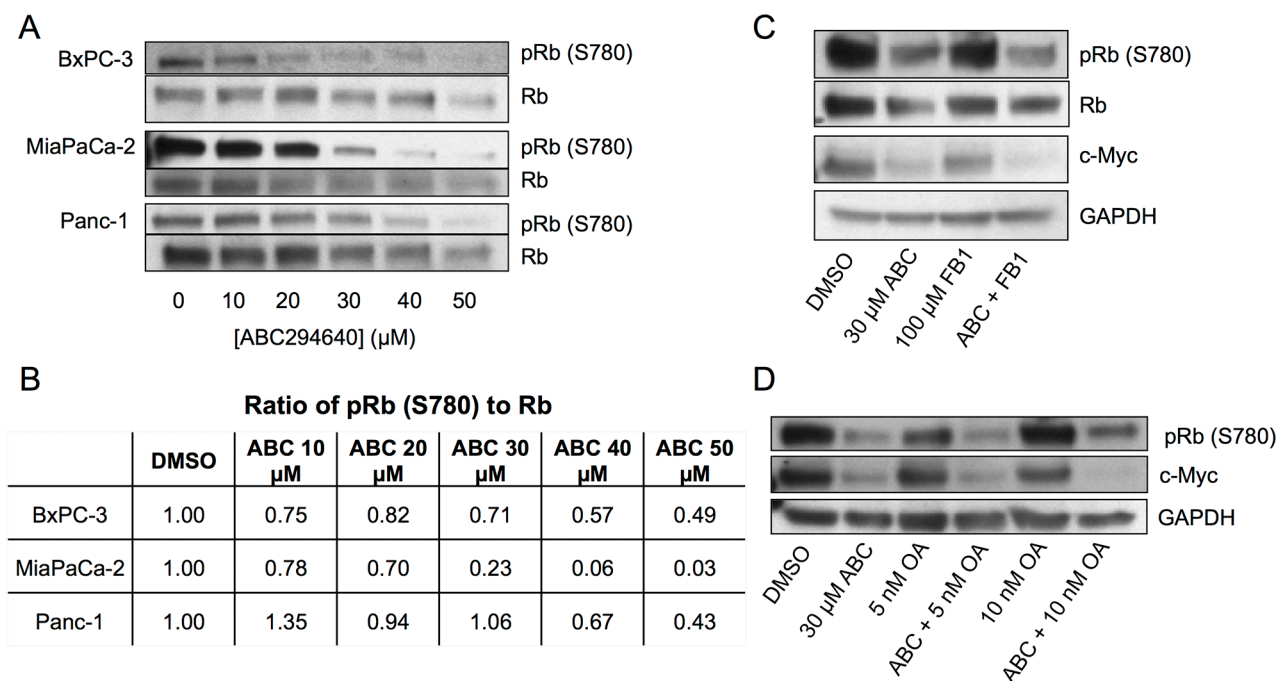 A
BxPC-3
pRb (S780)
Rb
MiaPaCa-2
pRb (S780)
Rb
Panc-1
pRb (S780)
Rb
0 10 20 30 40 50
[ABC294640] (µM)
B
Ratio of pRb (S780) to Rb
DMSO ABC 10 µM ABC 20 µM ABC 30 µM ABC 40 µM ABC 50 µM
BxPC-3 1.00 0.75 0.82 0.71 0.57 0.49
MiaPaCa-2 1.00 0.78 0.70 0.23 0.06 0.03
Panc-1 1.00 1.35 0.94 1.06 0.67 0.43
C
pRb (S780)
Rb
c-Myc
GAPDH
DMSO
30 µM ABC
100 µM FB1
ABC + FB1
D
pRb (S780)
c-Myc
GAPDH
DMSO
30 µM ABC
5 nM OA
ABC + 5 nM OA
10 nM OA
ABC + 10 nM OA